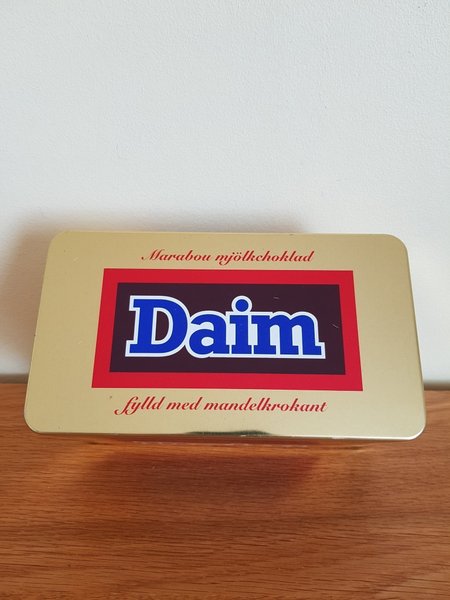 Marabou mjölkchoklad
Daim
fylld med mandelkrokant